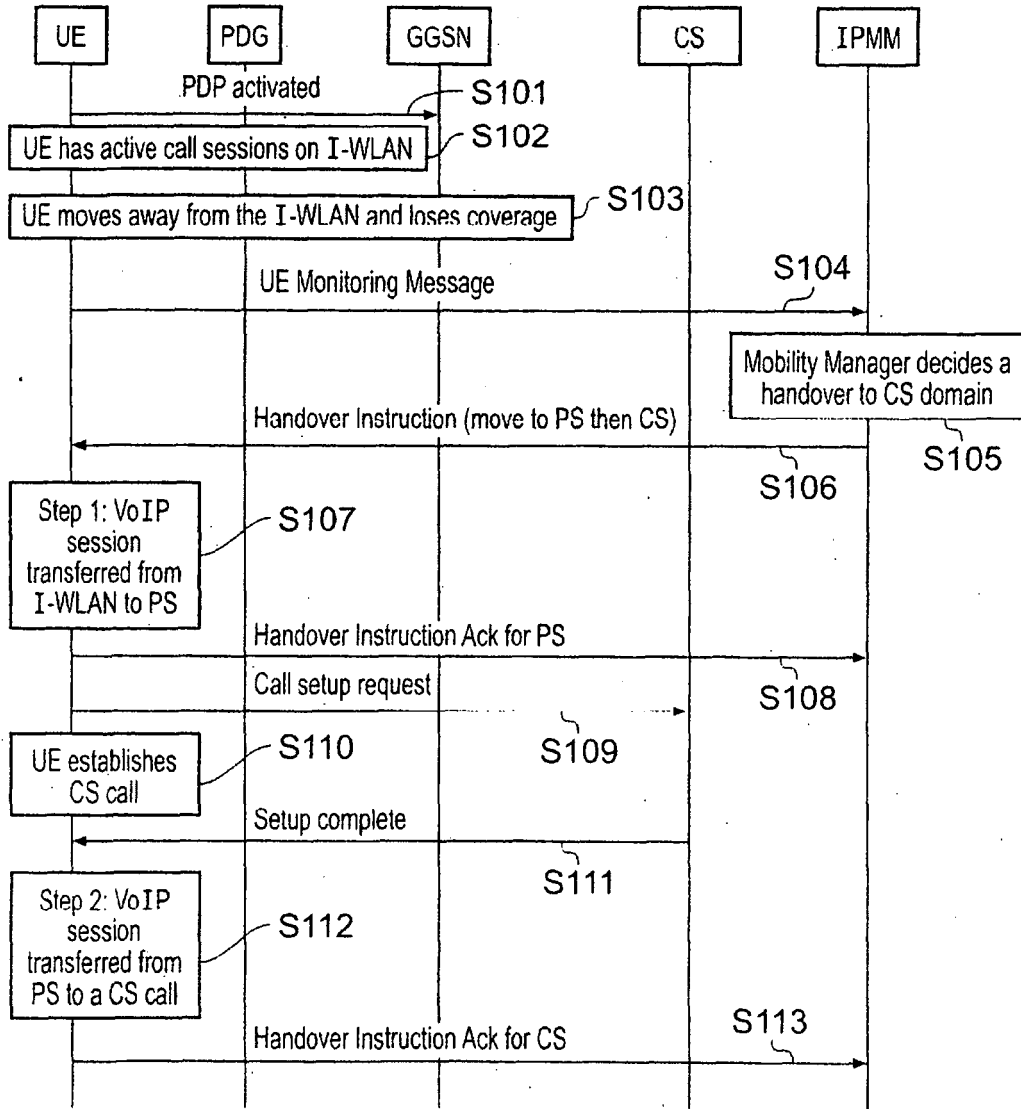 UE
PDG
GGSN
CS
IPMM
PDP activated
S101
UE has active call sessions on I-WLAN
S102
UE moves away from the I-WLAN and loses coverage
S103
UE Monitoring Message
S104
Mobility Manager decides a
handover to CS domain
S105
Handover Instruction (move to PS then CS)
S106
Step 1: VoIP
session
transferred from
I-WLAN to PS
S107
Handover Instruction Ack for PS
S108
Call setup request
S109
UE establishes
CS call
S110
Setup complete
S111
Step 2: VoIP
session
transferred from
PS to a CS call
S112
Handover Instruction Ack for CS
S113